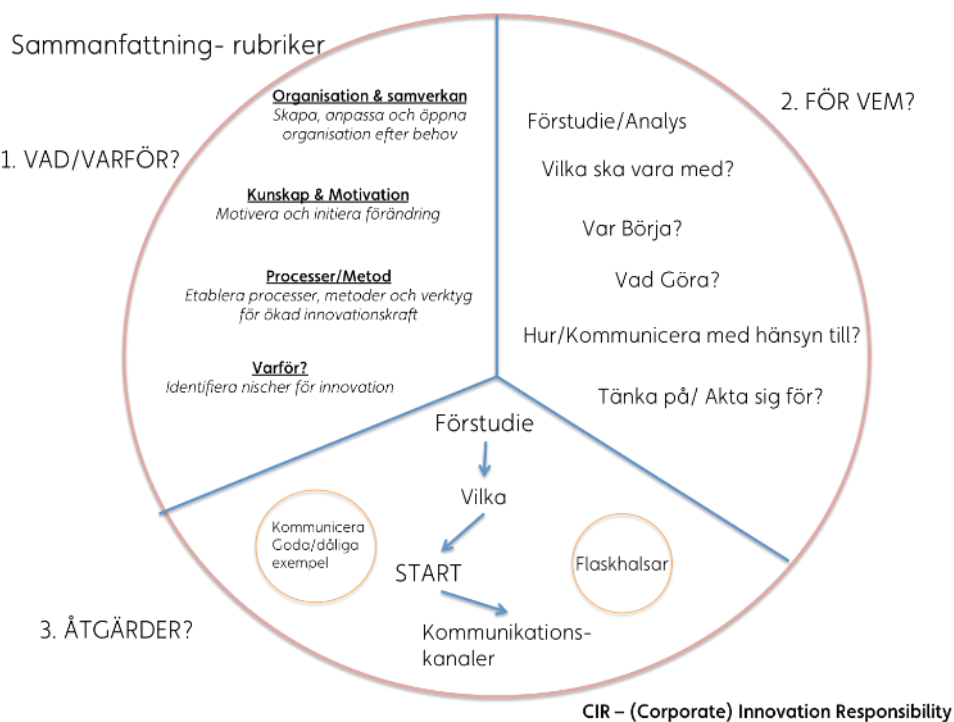 Sammanfattning- rubriker
1. VAD/VARFÖR?
Organisation & samverkan
Skapa, anpassa och öppna
organisation efter behov
Kunskap & Motivation
Motivera och initiera förändring
Processer/Metod
Etablera processer, metoder och verktyg
för ökad innovationskraft
Varför?
Identifiera nischer för innovation
2. FÖR VEM?
Förstudie/Analys
Vilka ska vara med?
Var Börja?
Vad Göra?
Hur/Kommunicera med hänsyn till?
Tänka på/ Akta sig för?
3. ÅTGÄRDER?
Förstudie
Vilka
START
Kommunikations-
kanaler
Kommunicera
Goda/dåliga
exempel
Flaskhalsar
CIR – (Corporate) Innovation Responsibility